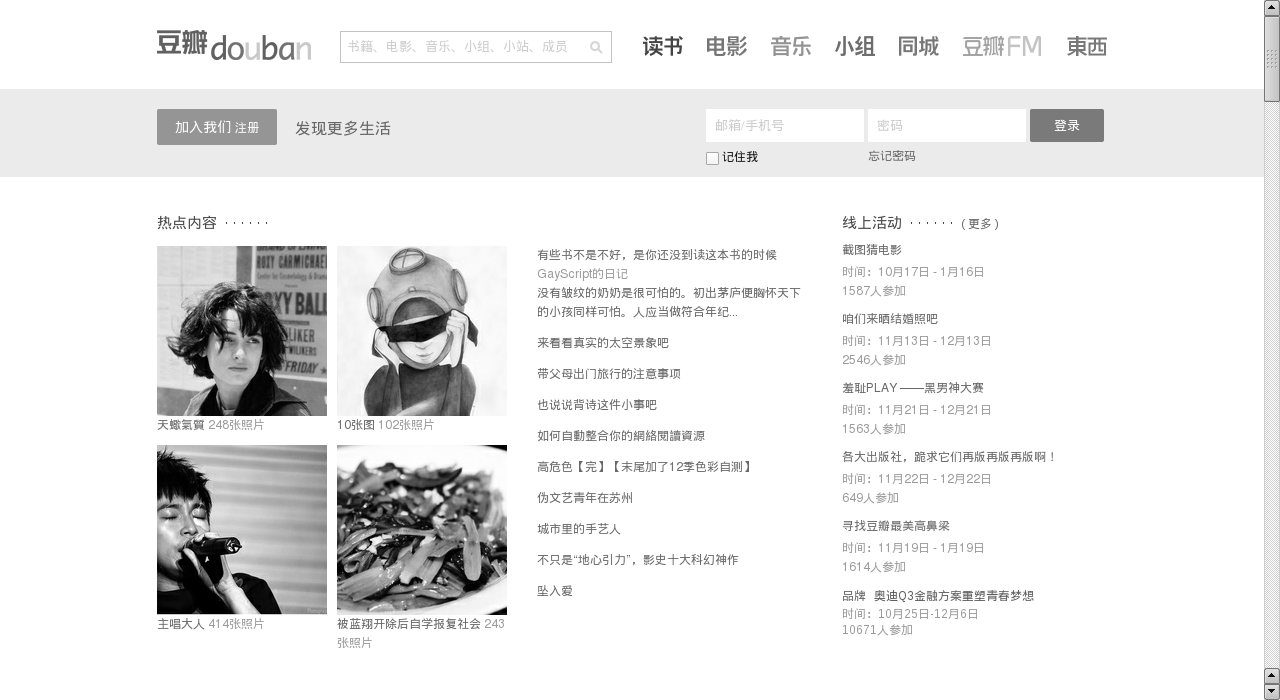 豆瓣douban
书籍、电影、音乐、小组、小站、成员
读书 电影 音乐 小组 同城 豆瓣FM 東西
加入我们 注册 发现更多生活
邮箱/手机号 密码 登录
记住我 忘记密码
热点内容 · · · · · ·
天蠍氣質 248张照片
10张图 102张照片
主唱大人 414张照片
被蓝翔开除后自学报复社会 243
张照片
有些书不是不好，是你还没到读这本书的时候
GayScript的日记
没有皱纹的奶奶是很可怕的。初出茅庐便胸怀天下
的小孩同样可怕。人应当做符合年纪...
来看看真实的太空景象吧
带父母出门旅行的注意事项
也说说背诗这件小事吧
如何自動整合你的網絡閱讀資源
高危色【完】【末尾加了12季色彩自测】
伪文艺青年在苏州
城市里的手艺人
不只是“地心引力”，影史十大科幻神作
坠入爱
线上活动 · · · · · · ( 更多 )
截图猜电影
时间：10月17日 - 1月16日
1587人参加
咱们来晒结婚照吧
时间：11月13日 - 12月13日
2546人参加
羞耻PLAY ——黑男神大赛
时间：11月21日 - 12月21日
1563人参加
各大出版社，跪求它们再版再版再版啊！
时间：11月22日 - 12月22日
649人参加
寻找豆瓣最美高鼻梁
时间：11月19日 - 1月19日
1614人参加
品牌 奥迪Q3金融方案重塑青春梦想
时间：10月25日-12月6日
10671人参加